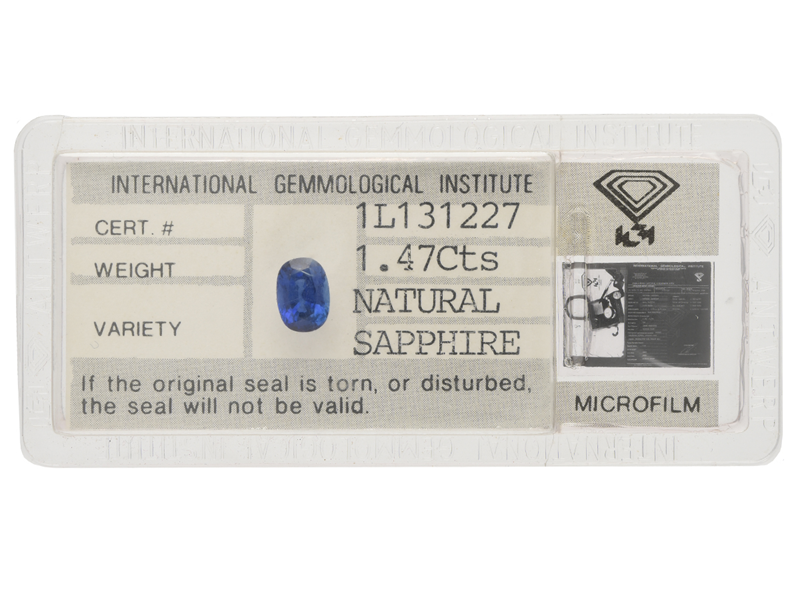 INTERNATIONAL GEMMOLOGICAL INSTITUTE
INTERNATIONAL GEMMOLOGICAL INSTITUTE
CERT. # 1L131227
WEIGHT 1.47Cts
VARIETY NATURAL
SAPPHIRE
If the original seal is torn, or disturbed,
the seal will not be valid.
MICROFILM